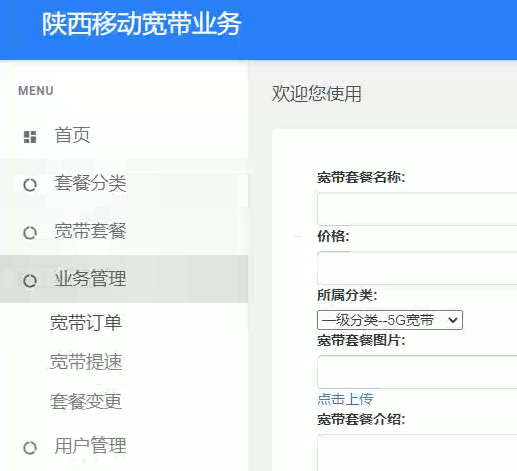 陕西移动宽带业务
MENU
首页
套餐分类
宽带套餐
业务管理
宽带订单
宽带提速
套餐变更
用户管理
欢迎您使用
宽带套餐名称:
价格:
所属分类:
一级分类--5G宽带
宽带套餐图片:
点击上传
宽带套餐介绍: